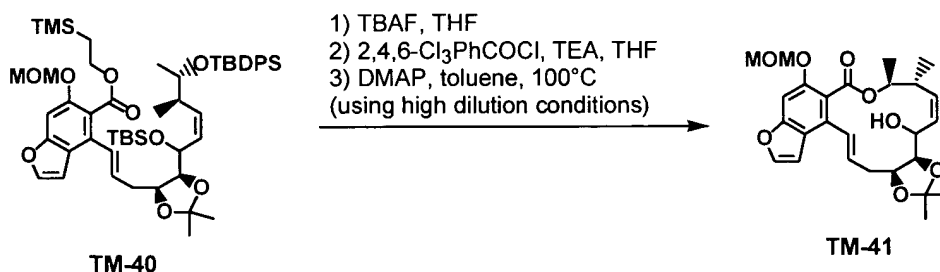 TMS
OTBDPS
MOMO
O
O
TBSO
O
O
O
TM-40
1) TBAF, THF
2) 2,4,6-Cl₃PhCOCl, TEA, THF
3) DMAP, toluene, 100°C
(using high dilution conditions)
MOMO
O
O
HO
O
O
O
TM-41